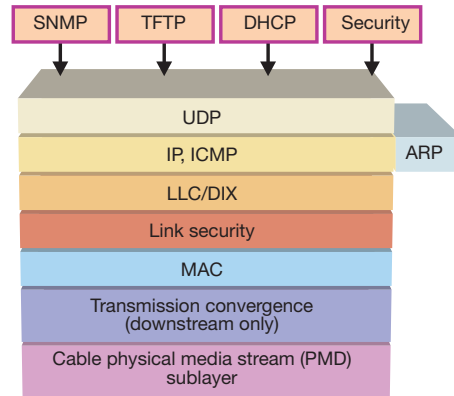 SNMP TFTP DHCP Security
UDP
IP, ICMP ARP
LLC/DIX
Link security
MAC
Transmission convergence
(downstream only)
Cable physical media stream (PMD)
sublayer